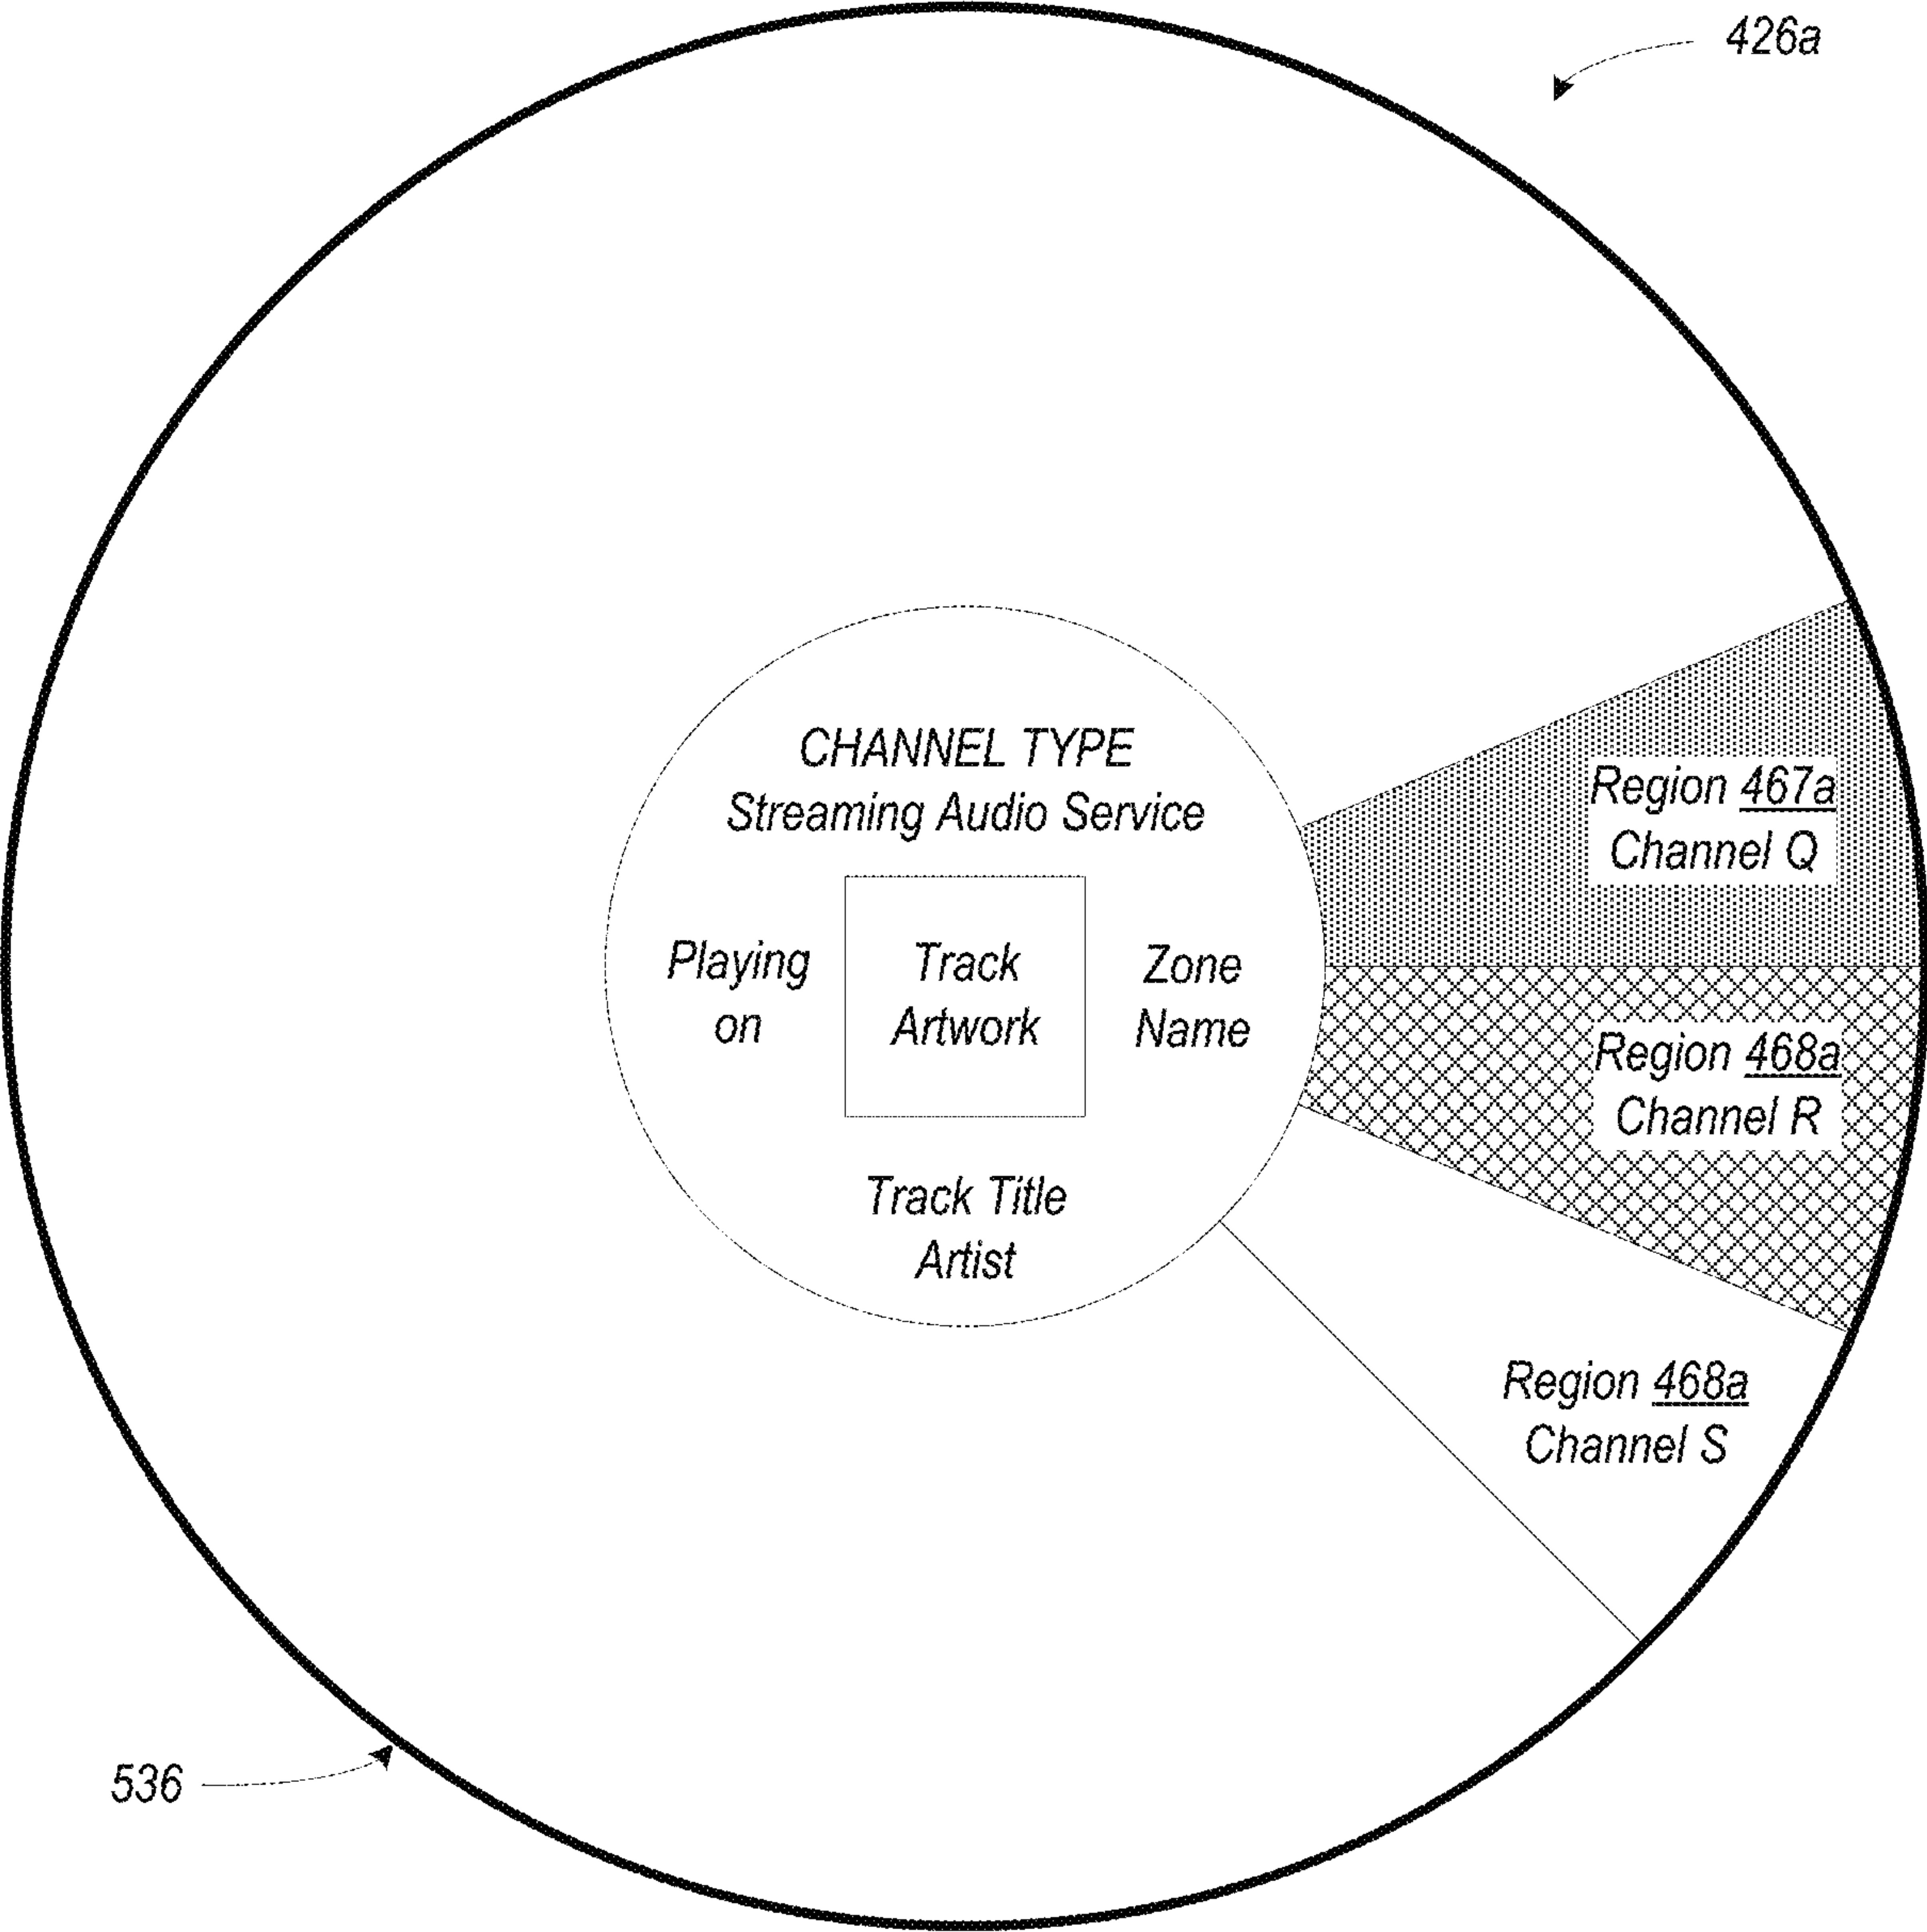 426a
CHANNEL TYPE
Streaming Audio Service
Playing
on
Track
Artwork
Zone
Name
Track Title
Artist
Region 467a
Channel Q
Region 468a
Channel R
Region 468a
Channel S
536